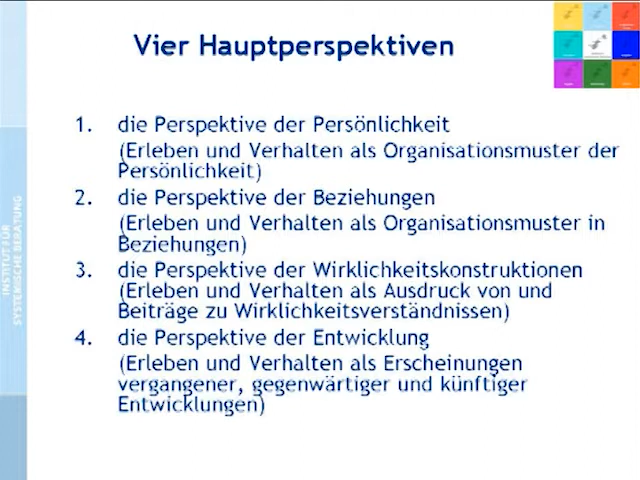 Vier Hauptperspektiven
1. die Perspektive der Persönlichkeit
(Erleben und Verhalten als Organisationsmuster der
Persönlichkeit)
2. die Perspektive der Beziehungen
(Erleben und Verhalten als Organisationsmuster in
Beziehungen)
3. die Perspektive der Wirklichkeitskonstruktionen
(Erleben und Verhalten als Ausdruck von und
Beiträge zu Wirklichkeitsverständnissen)
4. die Perspektive der Entwicklung
(Erleben und Verhalten als Erscheinungen
vergangener, gegenwärtiger und künftiger
Entwicklungen)
INSTITUT FÜR
SYSTEMISCHE BERATUNG